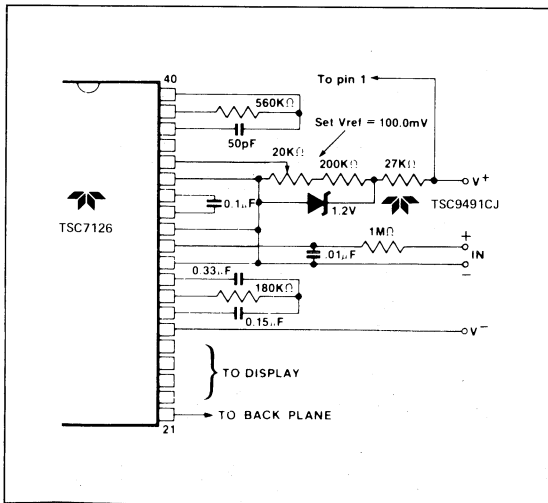 40
To pin 1
560KΩ
50pF
Set Vref = 100.0mV
20KΩ
200KΩ
27KΩ
V+
TSC7126
TSC9491CJ
0.1μF
1.2V
1MΩ
+
.01μF
IN
−
0.33μF
180KΩ
0.15μF
V−
TO DISPLAY
TO BACK PLANE
21